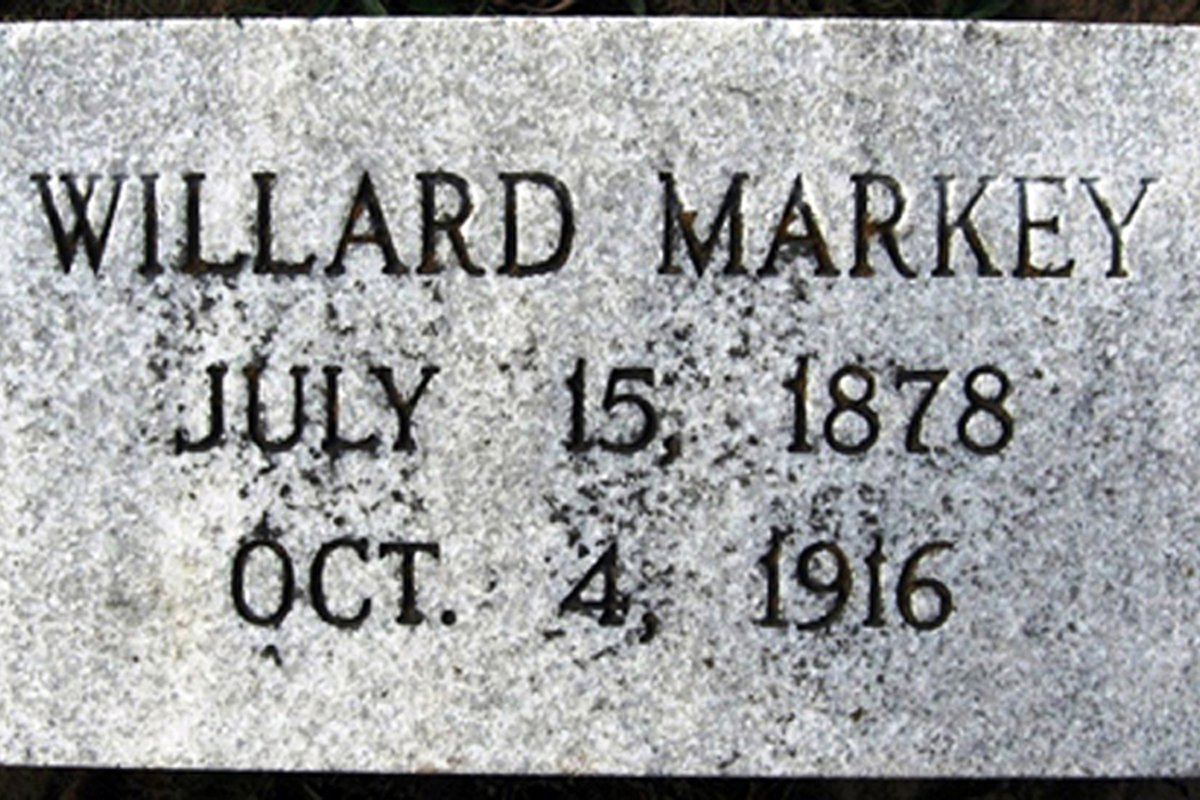 WILLARD MARKEY
JULY 15, 1878
OCT. 4, 1916